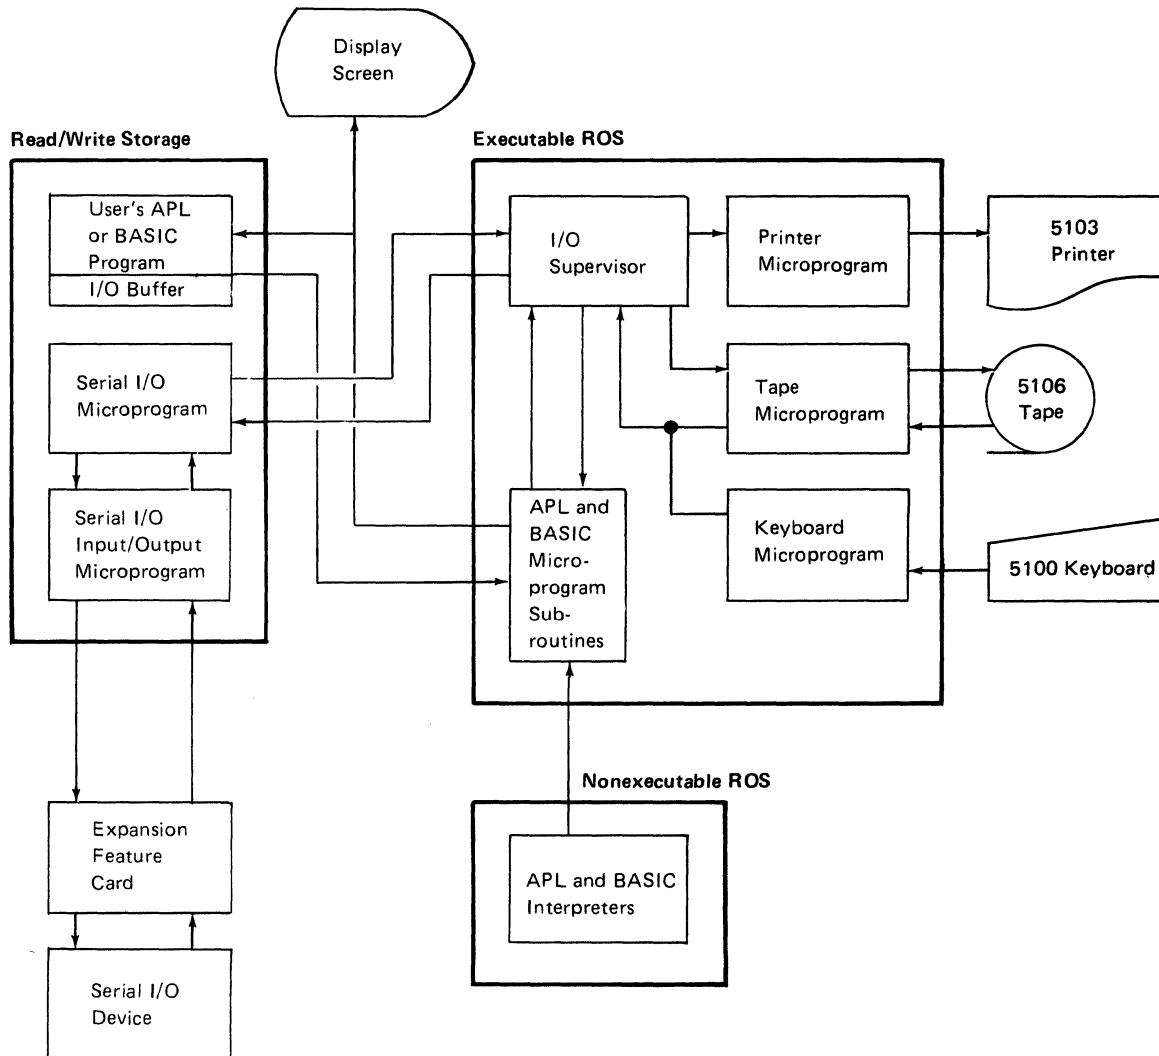 Display
Screen
Read/Write Storage
Executable ROS
User's APL
or BASIC
Program
I/O Buffer
I/O
Supervisor
Printer
Microprogram
5103
Printer
Serial I/O
Microprogram
Tape
Microprogram
5106
Tape
Serial I/O
Input/Output
Microprogram
APL and
BASIC
Micro-
program
Sub-
routines
Keyboard
Microprogram
5100 Keyboard
Nonexecutable ROS
Expansion
Feature
Card
APL and BASIC
Interpreters
Serial I/O
Device